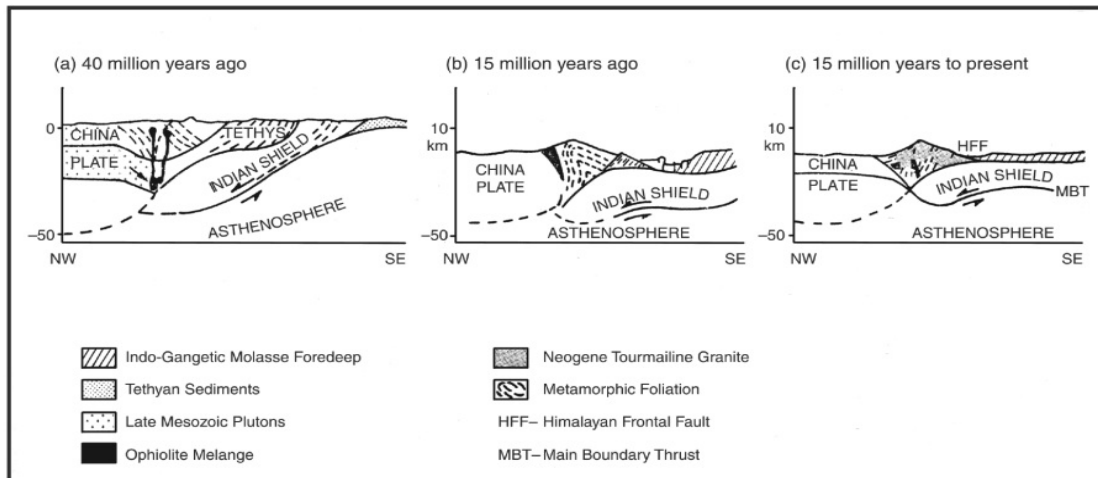 (a) 40 million years ago
(b) 15 million years ago
(c) 15 million years to present
0
CHINA
PLATE
TETHYS
INDIAN SHIELD
ASTHENOSPHERE
–50
NW
SE
10
km
CHINA
PLATE
INDIAN SHIELD
–50
ASTHENOSPHERE
NW
10
km
HFF
CHINA
PLATE
INDIAN SHIELD
MBT
–50
ASTHENOSPHERE
NW
SE
Indo-Gangetic Molasse Foredeep
Tethyan Sediments
Late Mesozoic Plutons
Ophiolite Melange
Neogene Tourmailine Granite
Metamorphic Foliation
HFF– Himalayan Frontal Fault
MBT– Main Boundary Thrust